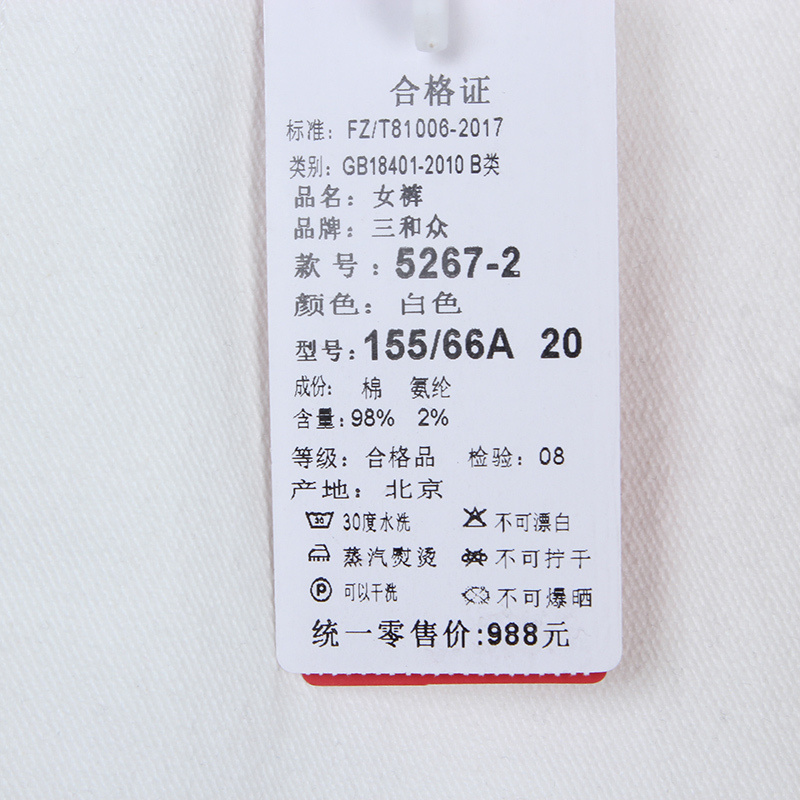 合格证
标准: FZ/T81006-2017
类别: GB18401-2010 B类
品名: 女裤
品牌: 三和众
款号: 5267-2
颜色: 白色
型号: 155/66A 20
成份: 棉 氨纶
含量: 98% 2%
等级: 合格品 检验: 08
产地: 北京
30 30度水洗 不可漂白
蒸汽熨烫 不可拧干
P 可以干洗 不可爆晒
统一零售价:988元